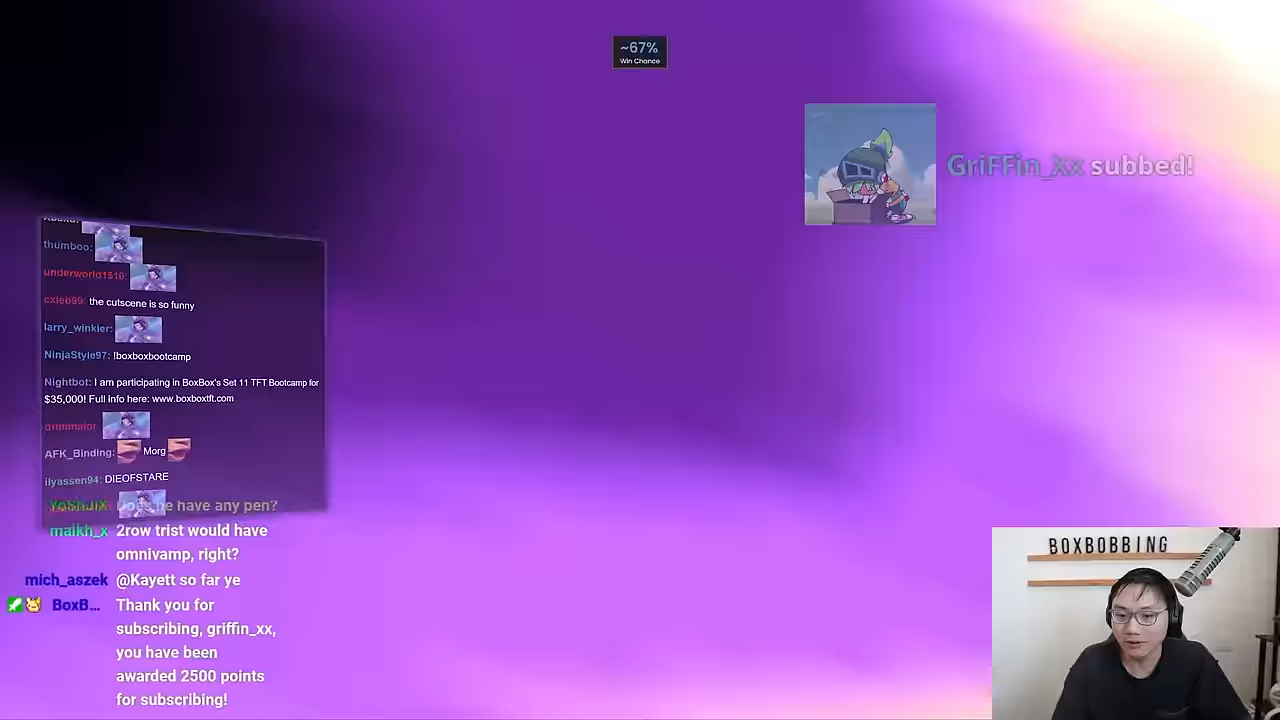 ~67%
Win Chance
GriFFin_Xx subbed!
thumboo:
underworld1510:
cxleb99: the cutscene is so funny
larry_winkler:
NinjaStyle97: !boxboxbootcamp
Nightbot: I am participating in BoxBox's Set 11 TFT Bootcamp for
$35,000! Full info here: www.boxboxtft.com
AFK_Binding: Morg
ilyassen94: DIEOFSTARE
Does he have any pen?
malkh_x 2row trist would have
omnivamp, right?
mich_aszek @Kayett so far ye
BoxB... Thank you for
subscribing, griffin_xx,
you have been
awarded 2500 points
for subscribing!
BOXBOBBING